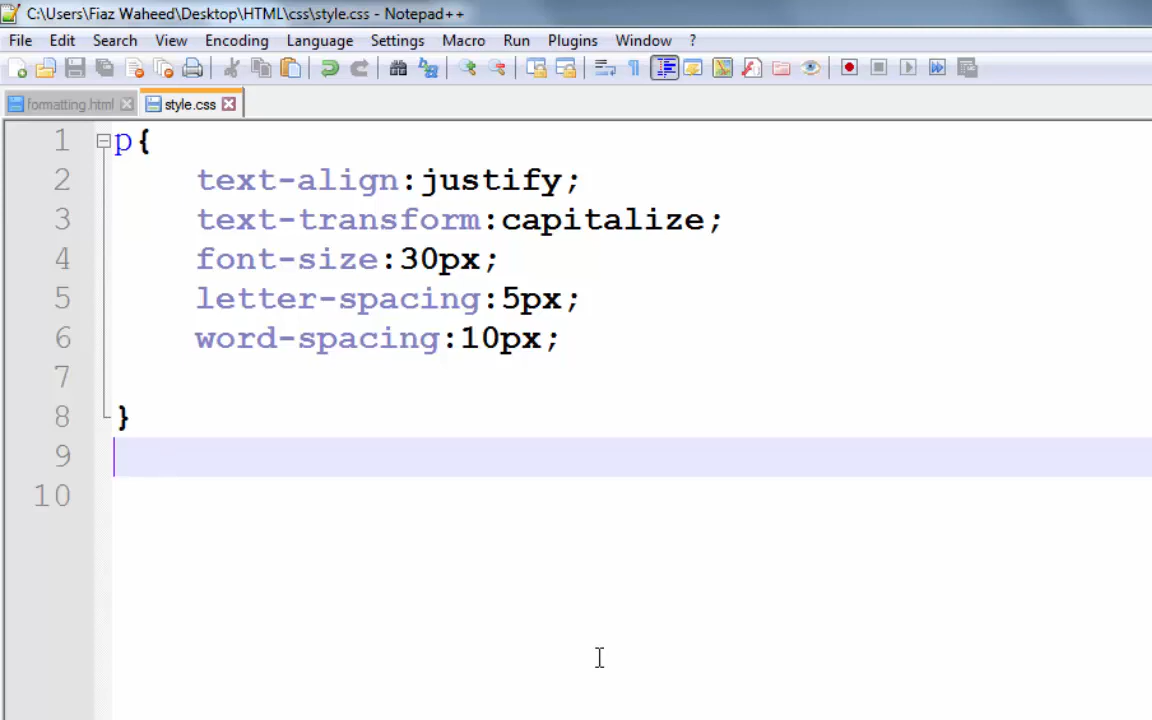 C:\Users\Fiaz Waheed\Desktop\HTML\css\style.css - Notepad++
File Edit Search View Encoding Language Settings Macro Run Plugins Window ?
formatting.html style.css
1 p{
2 text-align:justify;
3 text-transform:capitalize;
4 font-size:30px;
5 letter-spacing:5px;
6 word-spacing:10px;
7
8 }
9
10